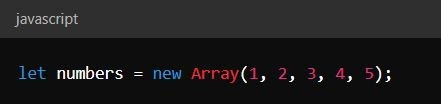 javascript
let numbers = new Array(1, 2, 3, 4, 5);